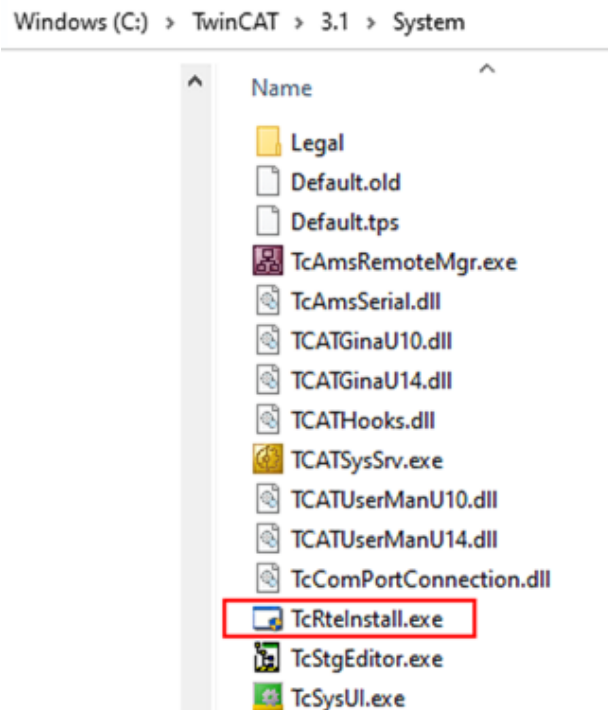 Windows (C:) > TwinCAT > 3.1 > System
Name
Legal
Default.old
Default.tps
TcAmsRemoteMgr.exe
TcAmsSerial.dll
TCATGinaU10.dll
TCATGinaU14.dll
TCATHooks.dll
TCATSysSrv.exe
TCATUserManU10.dll
TCATUserManU14.dll
TcComPortConnection.dll
TcRteInstall.exe
TcStgEditor.exe
TcSysUI.exe